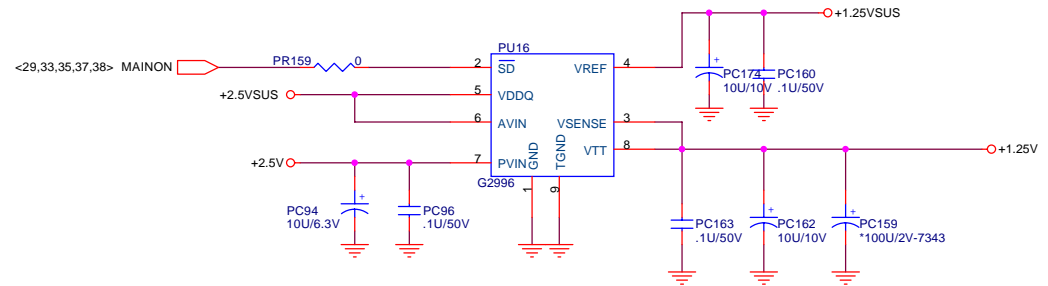 +1.25VSUS
PU16
<29,33,35,37,38> MAINON
PR159 0
2 SD VREF 4
PC174 PC160
10U/10V .1U/50V
+2.5VSUS
5 VDDQ
6 AVIN VSENSE 3
VTT 8
+1.25V
+2.5V
7 PVIN GND TGND
G2996
1 9
PC94 PC96
10U/6.3V .1U/50V
PC163 PC162 PC159
.1U/50V 10U/10V *100U/2V-7343